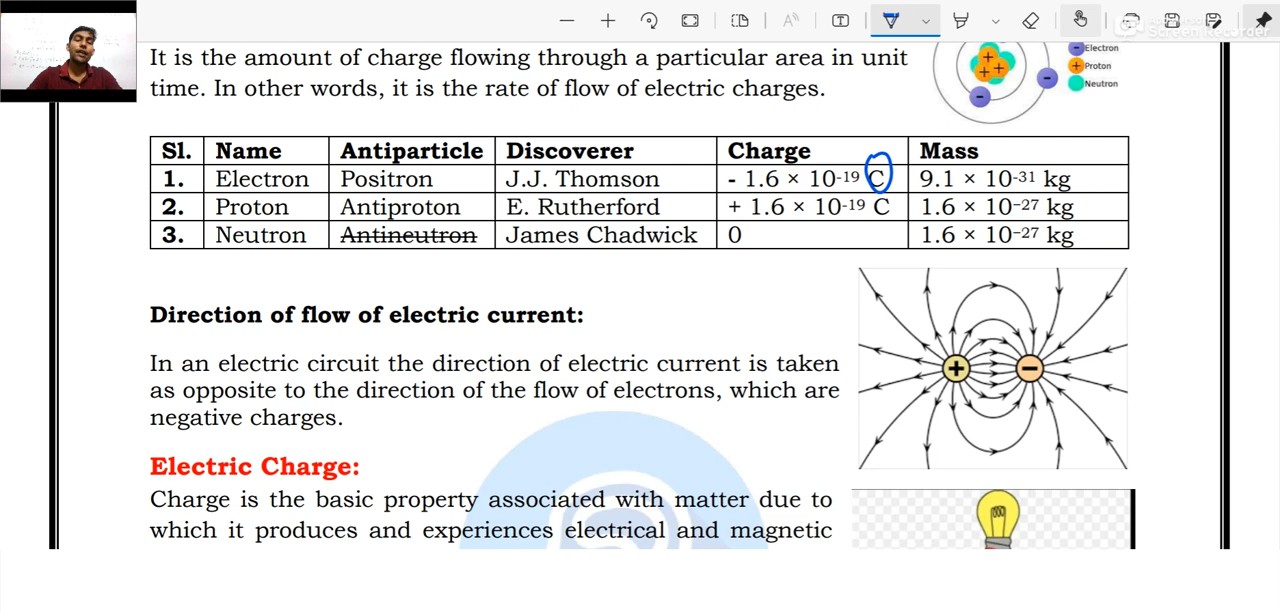 It is the amount of charge flowing through a particular area in unit
time. In other words, it is the rate of flow of electric charges.
Electron
Proton
Neutron
Sl. Name Antiparticle Discoverer Charge Mass
1. Electron Positron J.J. Thomson - 1.6 × 10⁻¹⁹ C 9.1 × 10⁻³¹ kg
2. Proton Antiproton E. Rutherford + 1.6 × 10⁻¹⁹ C 1.6 × 10⁻²⁷ kg
3. Neutron Antineutron James Chadwick 0 1.6 × 10⁻²⁷ kg
Direction of flow of electric current:
In an electric circuit the direction of electric current is taken
as opposite to the direction of the flow of electrons, which are
negative charges.
Electric Charge:
Charge is the basic property associated with matter due to
which it produces and experiences electrical and magnetic
Screen Recorder